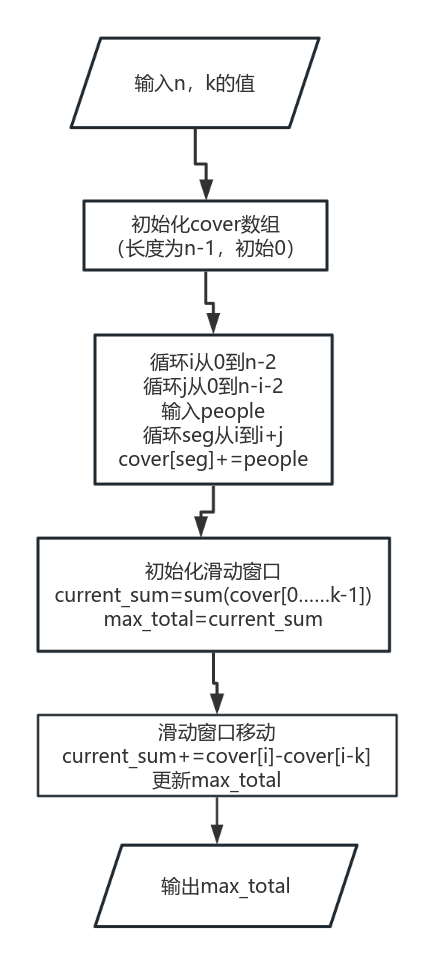 输入n，k的值
初始化cover数组
（长度为n-1，初始0）
循环i从0到n-2
循环j从0到n-i-2
输入people
循环seg从i到i+j
cover[seg]+=people
初始化滑动窗口
current_sum=sum(cover[0……k-1])
max_total=current_sum
滑动窗口移动
current_sum+=cover[i]-cover[i-k]
更新max_total
输出max_total